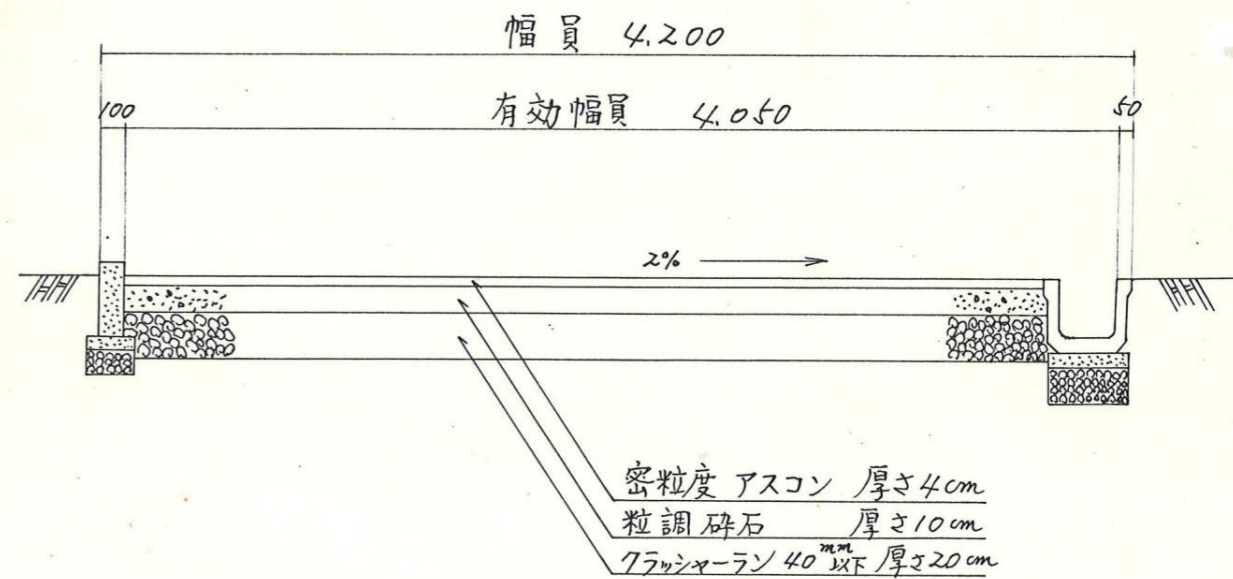 幅員 4.200
100 有効幅員 4.050 50
2%
密粒度 アスコン 厚さ4cm
粒調砕石 厚さ10cm
クラッシャーラン 40mm以下 厚さ20cm